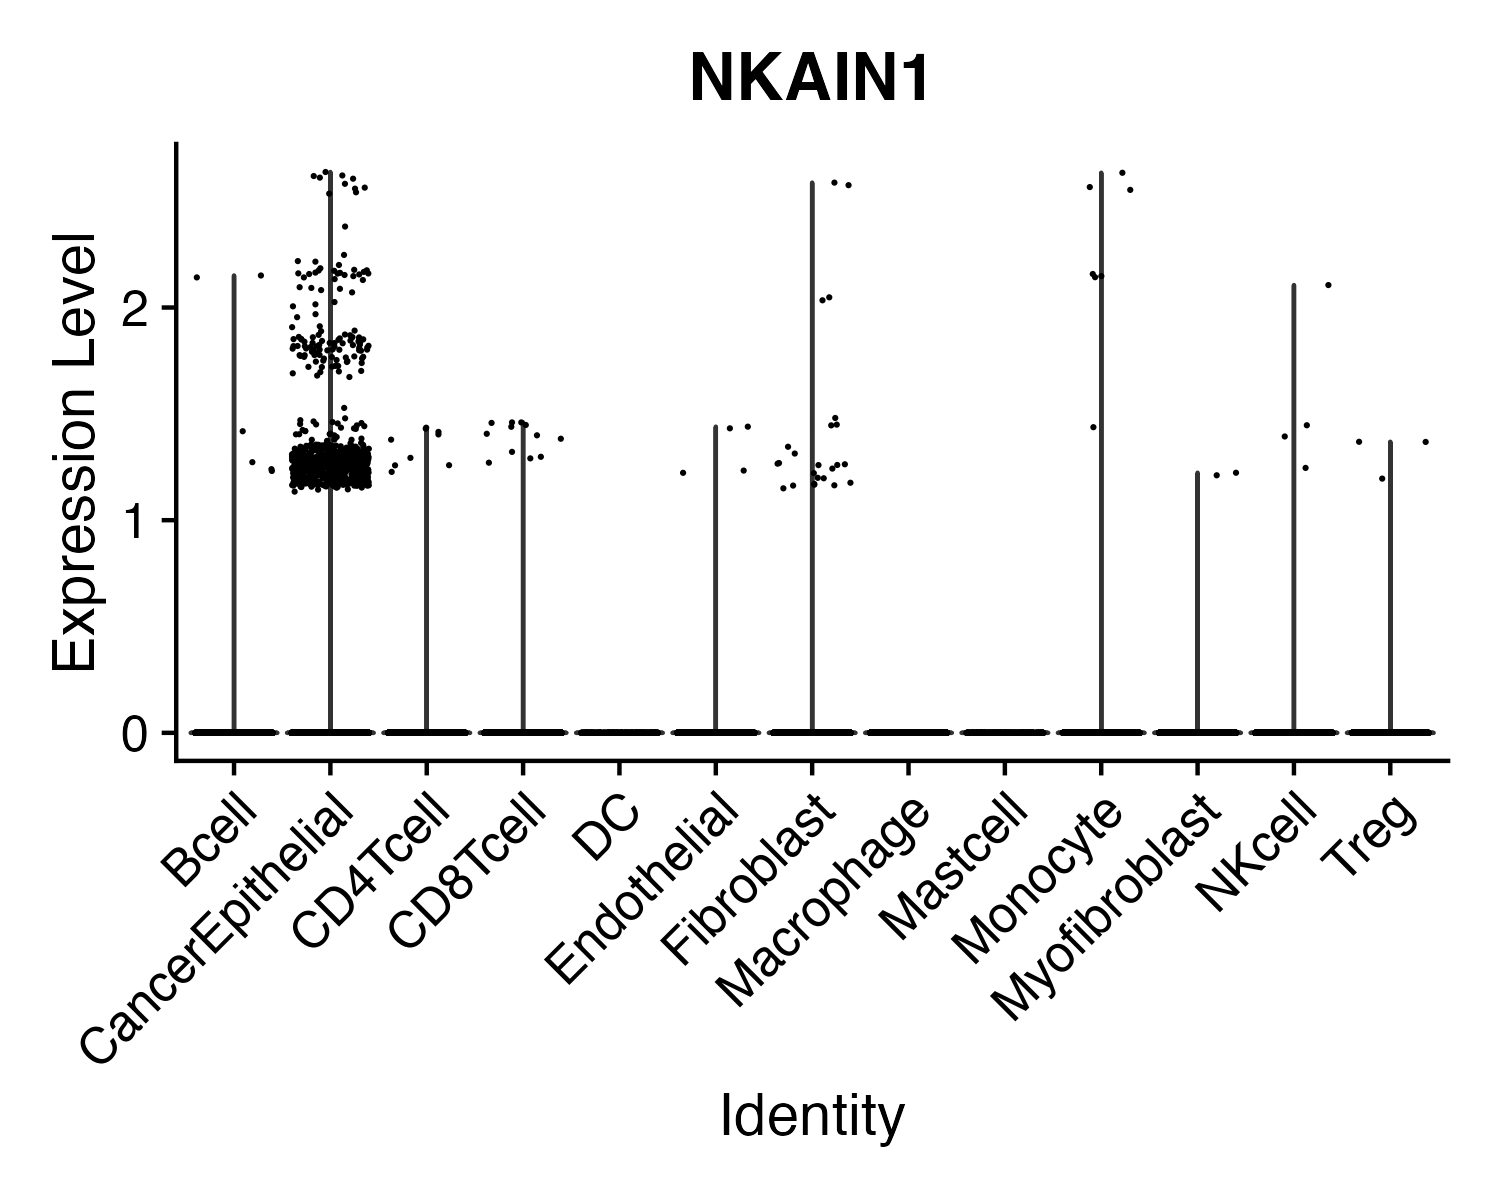 NKAIN1
Expression Level
2
1
0
Bcell
CancerEpithelial
CD4Tcell
CD8Tcell
DC
Endothelial
Fibroblast
Macrophage
Mastcell
Monocyte
Myofibroblast
NKcell
Treg
Identity